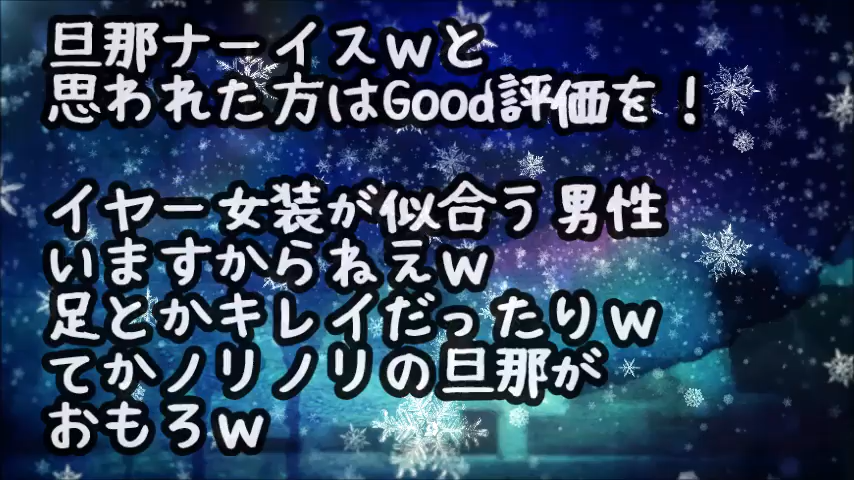 旦那ナーイスｗと
思われた方はGood評価を！
イヤー女装が似合う男性
いますからねえｗ
足とかキレイだったりｗ
てかノリノリの旦那が
おもろｗ